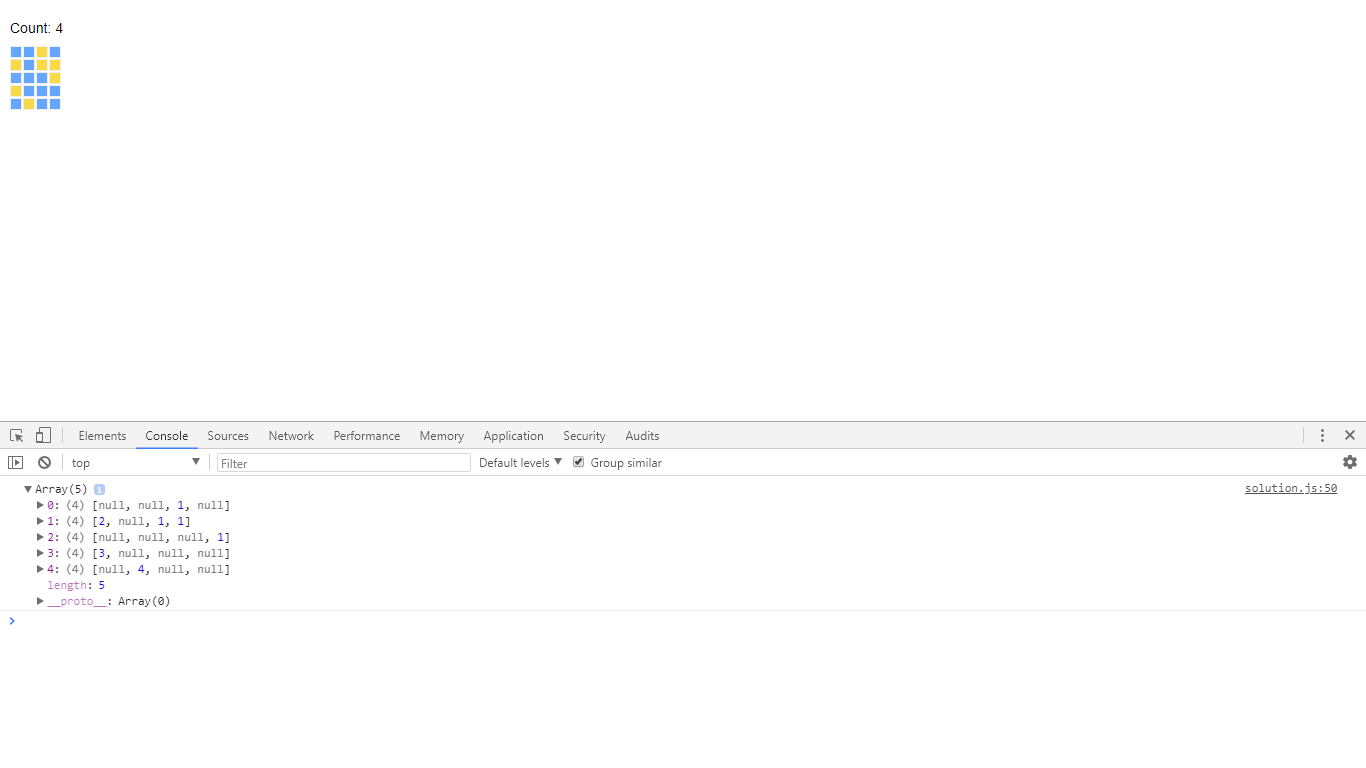 Count: 4
Elements Console Sources Network Performance Memory Application Security Audits
top Filter Default levels Group similar
Array(5) i solution.js:50
0: (4) [null, null, 1, null]
1: (4) [2, null, 1, 1]
2: (4) [null, null, null, 1]
3: (4) [3, null, null, null]
4: (4) [null, 4, null, null]
length: 5
__proto__: Array(0)